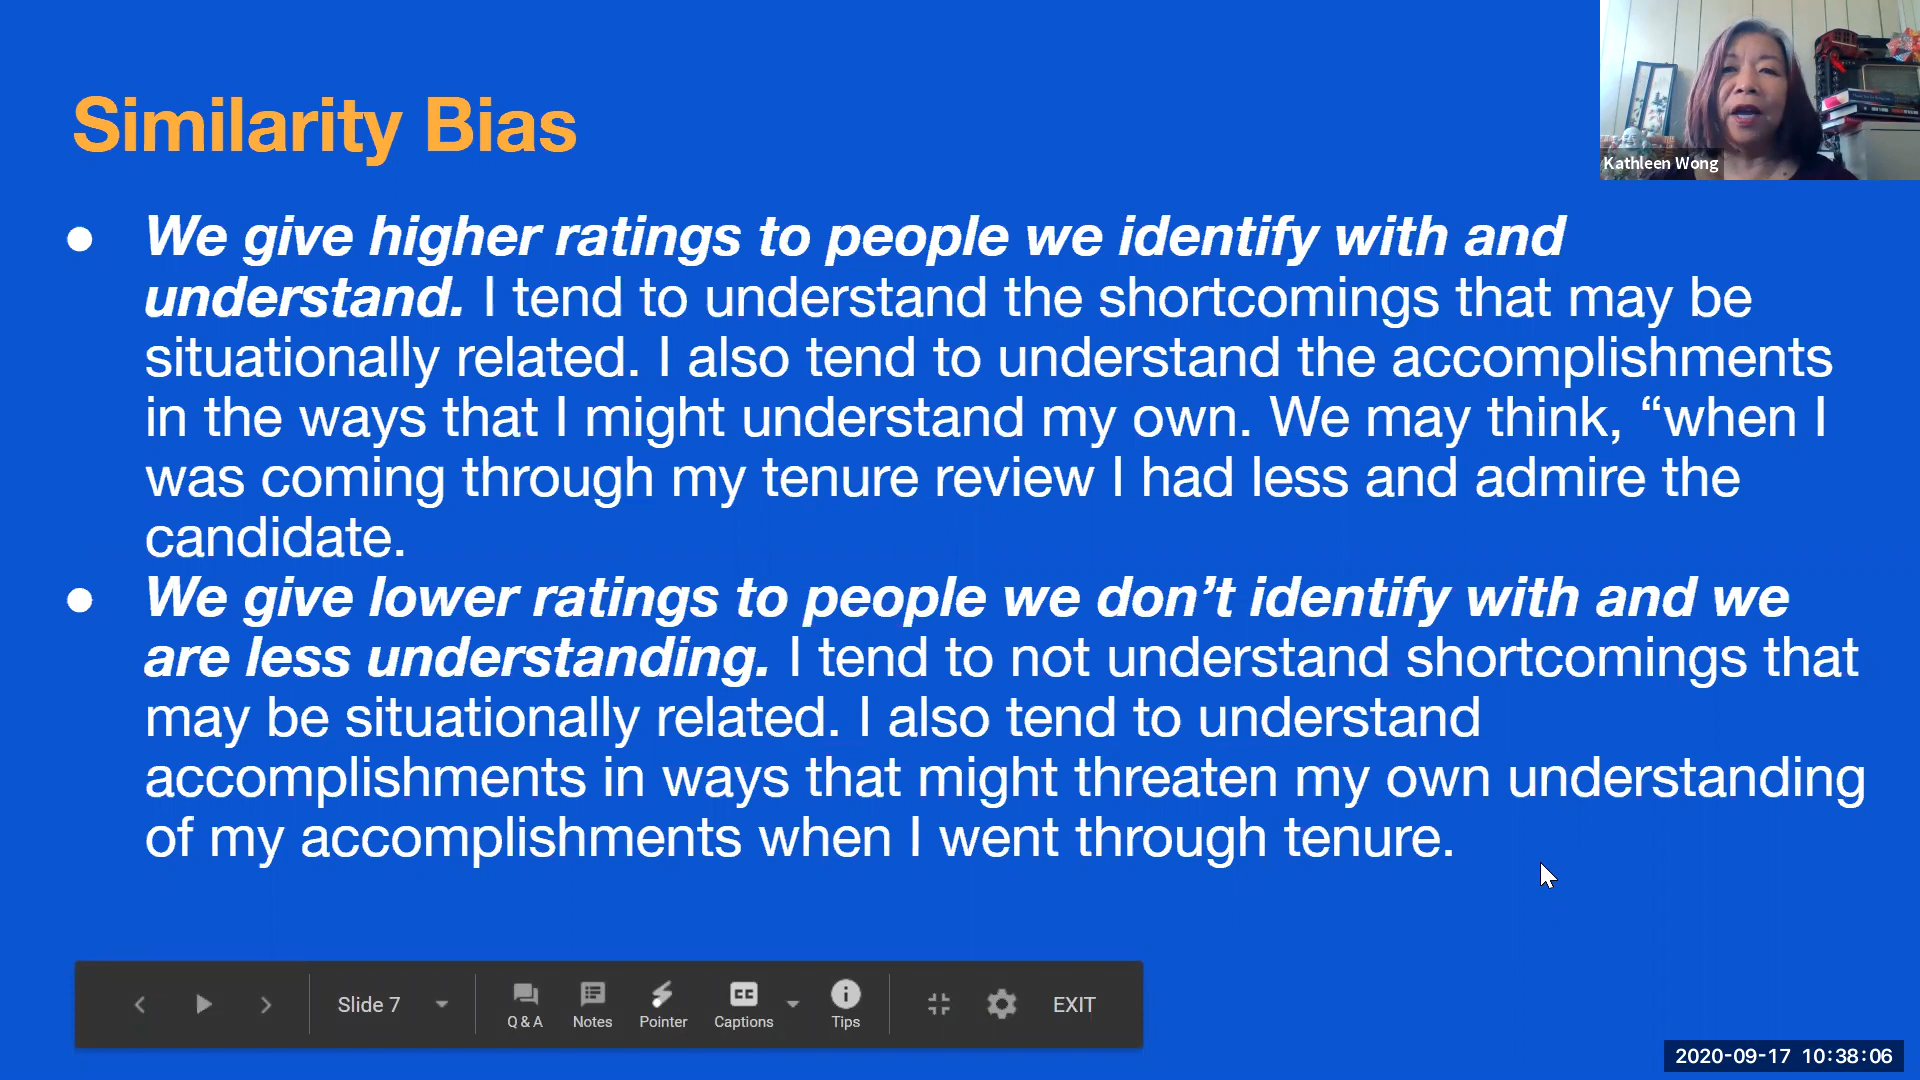 Similarity Bias
Kathleen Wong
● We give higher ratings to people we identify with and
understand. I tend to understand the shortcomings that may be
situationally related. I also tend to understand the accomplishments
in the ways that I might understand my own. We may think, “when I
was coming through my tenure review I had less and admire the
candidate.
● We give lower ratings to people we don’t identify with and we
are less understanding. I tend to not understand shortcomings that
may be situationally related. I also tend to understand
accomplishments in ways that might threaten my own understanding
of my accomplishments when I went through tenure.
Slide 7
Q & A
Notes
Pointer
CC
Captions
Tips
EXIT
2020-09-17 10:38:06